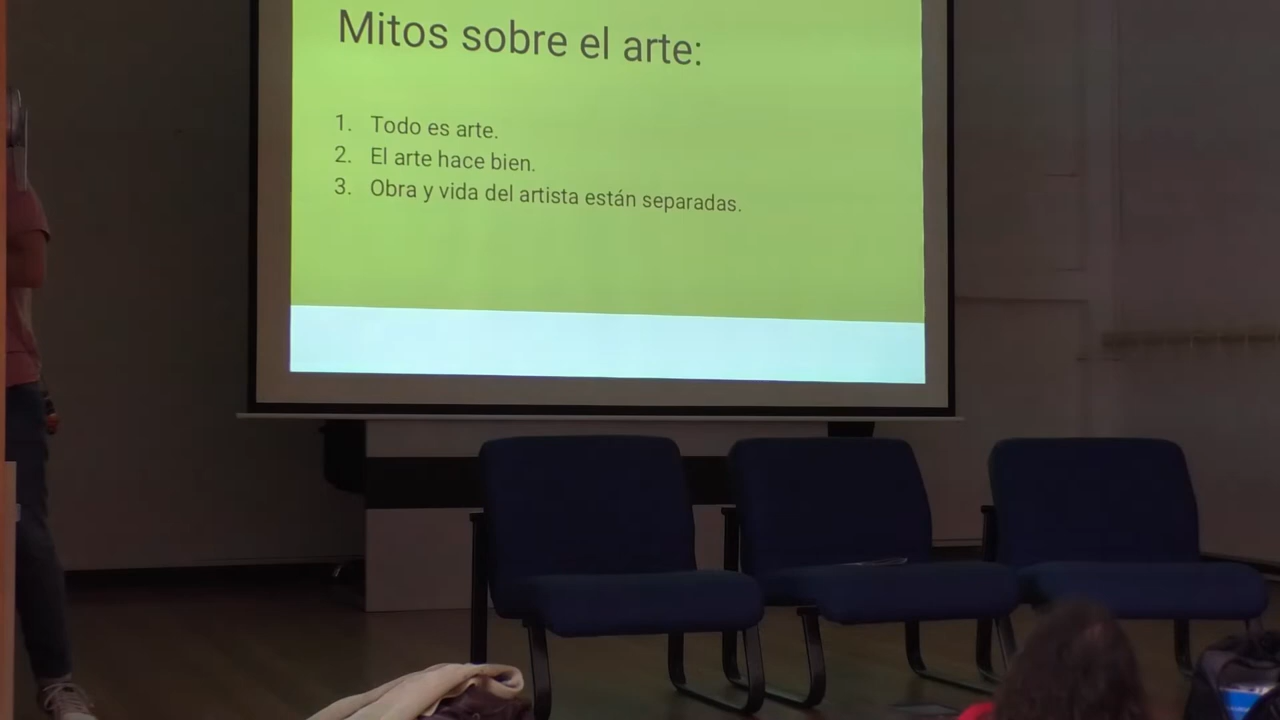 Mitos sobre el arte:
1. Todo es arte.
2. El arte hace bien.
3. Obra y vida del artista están separadas.